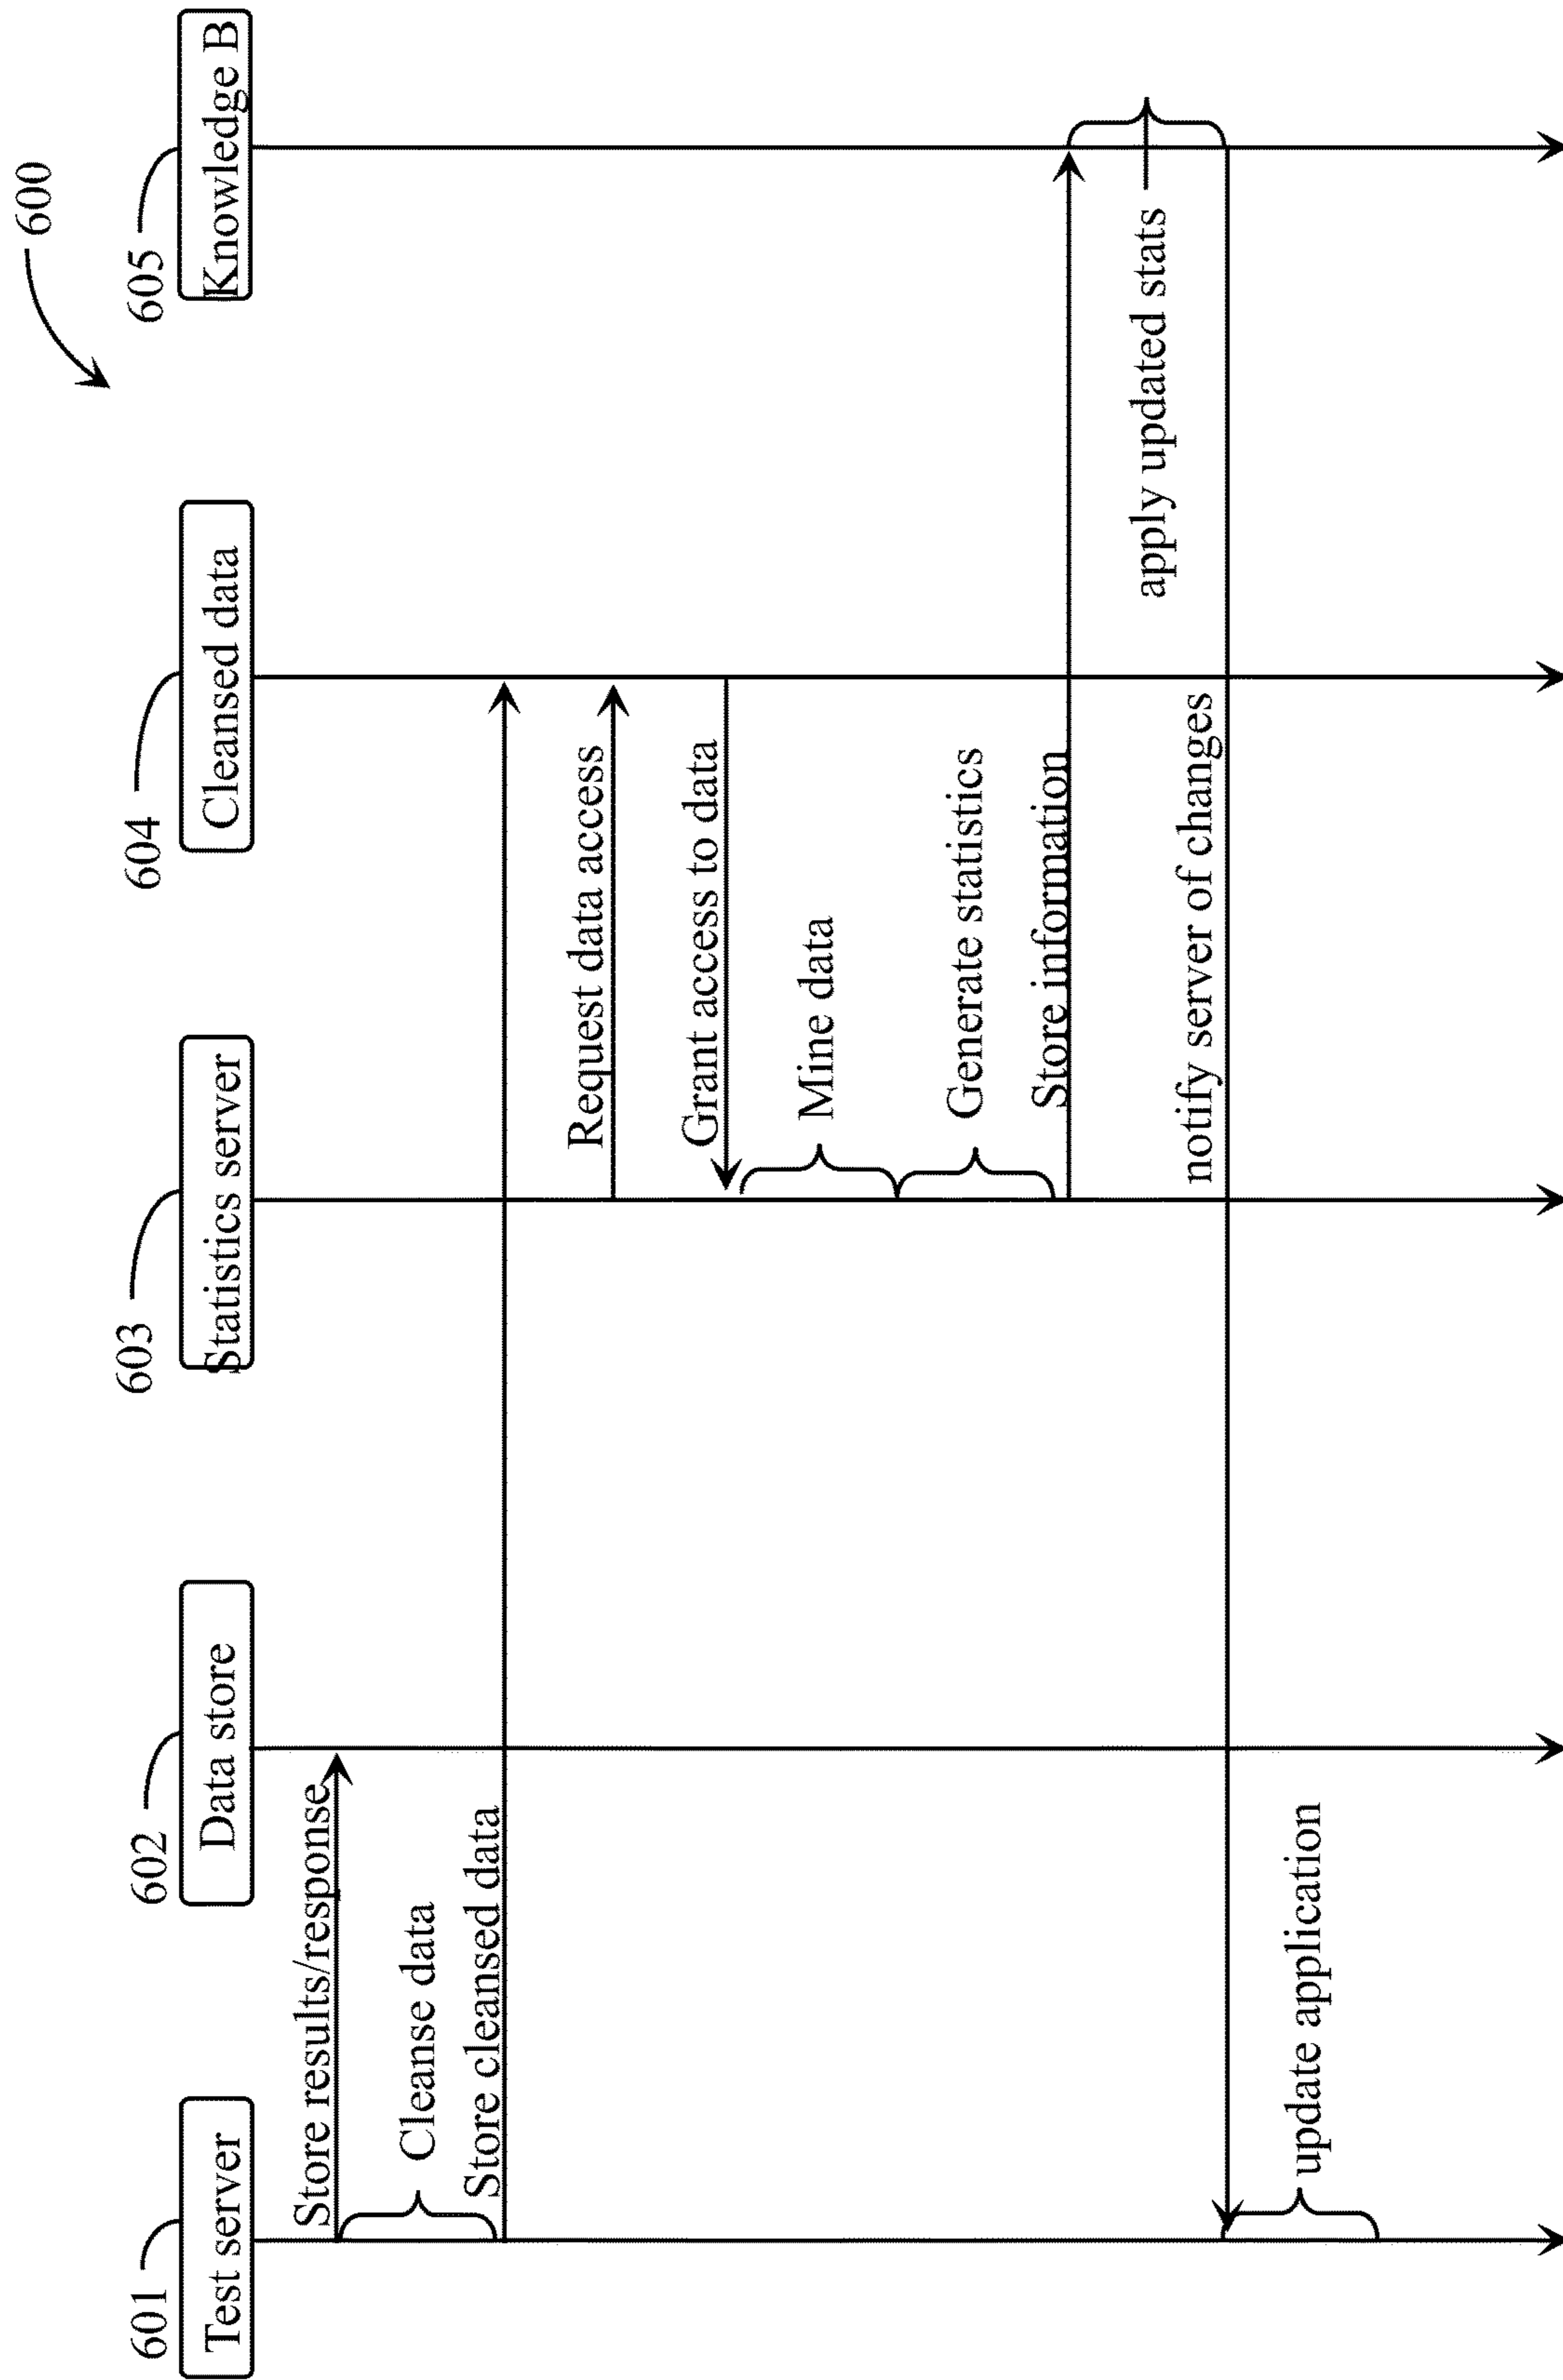 600
601
602
603
604
605
Test server
Data store
Statistics server
Cleansed data
Knowledge B
Store results/response
Cleanse data
Store cleansed data
Request data access
Grant access to data
Mine data
Generate statistics
Store information
apply updated stats
notify server of changes
update application